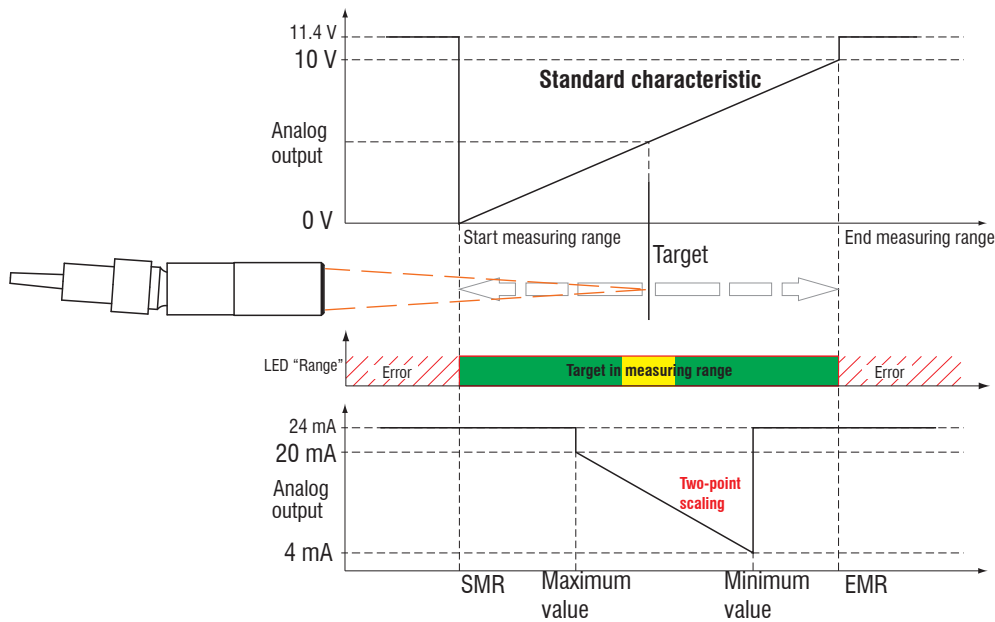 11.4 V
10 V
Standard characteristic
Analog
output
0 V
Start measuring range
End measuring range
Target
LED “Range”
Error
Target in measuring range
Error
24 mA
20 mA
Two-point
scaling
Analog
output
4 mA
SMR
Maximum
value
Minimum
value
EMR